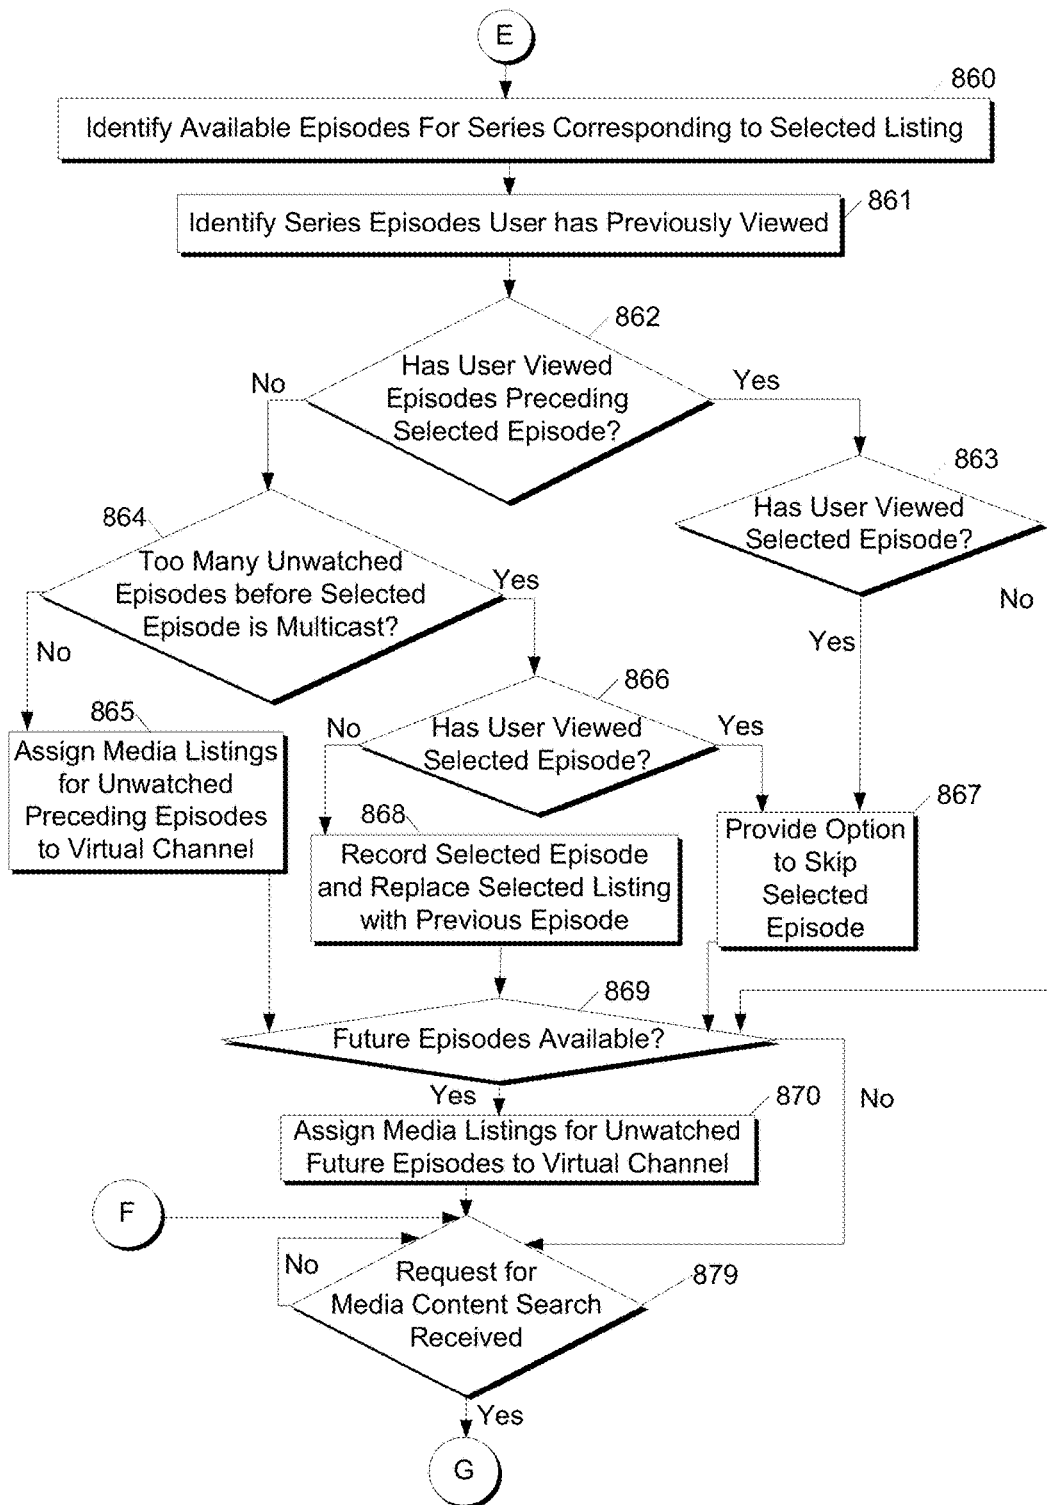 E
860
Identify Available Episodes For Series Corresponding to Selected Listing
861
Identify Series Episodes User has Previously Viewed
862
Has User Viewed
Episodes Preceding
Selected Episode?
No
Yes
863
Has User Viewed
Selected Episode?
No
Yes
864
Too Many Unwatched
Episodes before Selected
Episode is Multicast?
Yes
No
865
Assign Media Listings
for Unwatched
Preceding Episodes
to Virtual Channel
866
Has User Viewed
Selected Episode?
No
Yes
867
Provide Option
to Skip
Selected
Episode
868
Record Selected Episode
and Replace Selected Listing
with Previous Episode
869
Future Episodes Available?
Yes
No
870
Assign Media Listings for Unwatched
Future Episodes to Virtual Channel
F
No
Request for
Media Content Search
Received
879
Yes
G